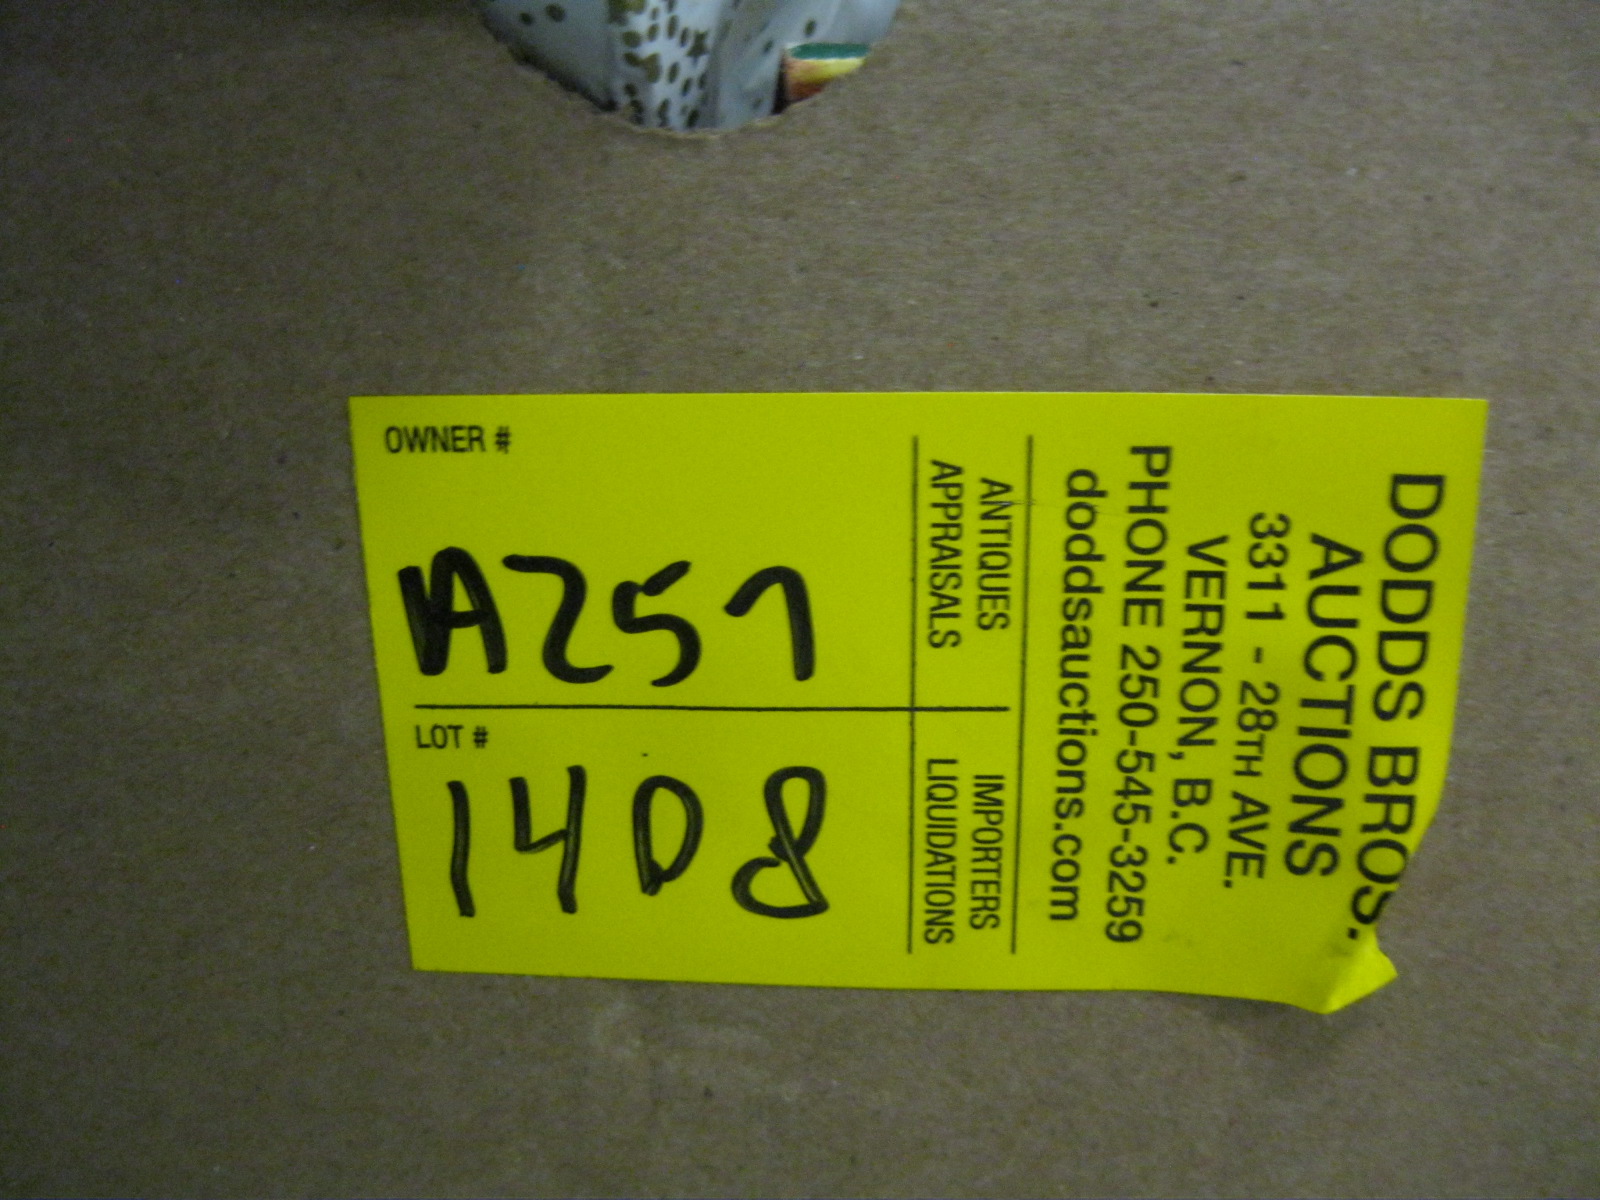 OWNER #
A257
LOT #
1408
ANTIQUES
APPRAISALS
IMPORTERS
LIQUIDATIONS
DODDS BROS.
AUCTIONS
3311 - 28TH AVE.
VERNON, B.C.
PHONE 250-545-3259
doddsauctions.com